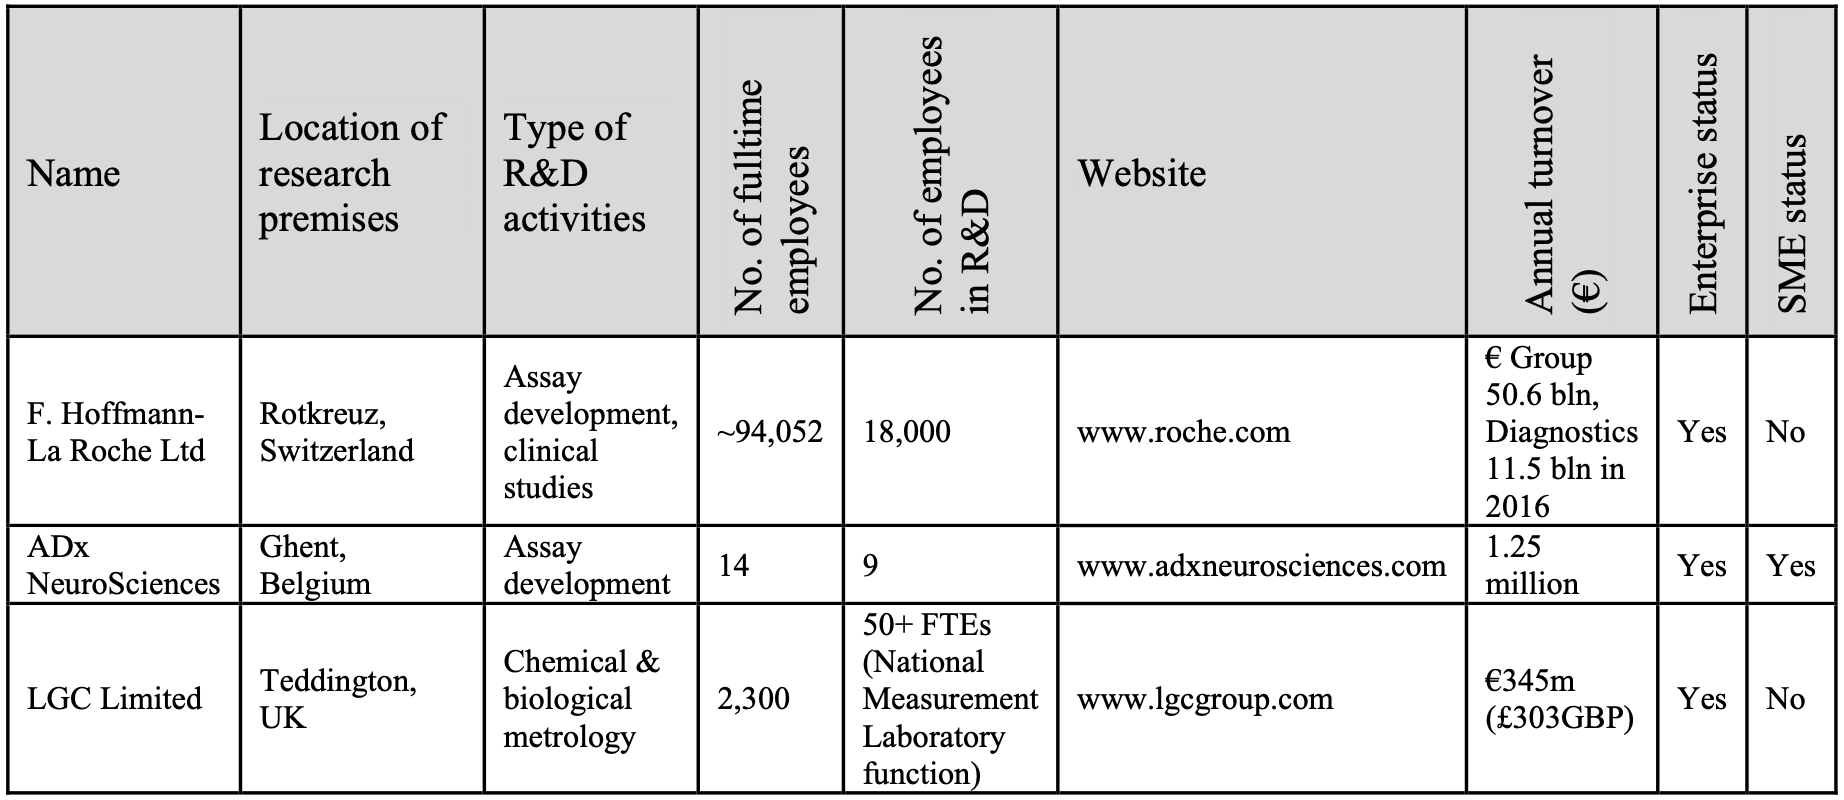 Name
Location of
research
premises
Type of
R&D
activities
No. of fulltime
employees
No. of employees
in R&D
Website
Annual turnover
(€)
Enterprise status
SME status
F. Hoffmann-
La Roche Ltd
Rotkreuz,
Switzerland
Assay
development,
clinical
studies
~94,052
18,000
www.roche.com
€ Group
50.6 bln,
Diagnostics
11.5 bln in
2016
Yes
No
ADx
NeuroSciences
Ghent,
Belgium
Assay
development
14
9
www.adxneurosciences.com
1.25
million
Yes
Yes
LGC Limited
Teddington,
UK
Chemical &
biological
metrology
2,300
50+ FTEs
(National
Measurement
Laboratory
function)
www.lgcgroup.com
€345m
(£303GBP)
Yes
No